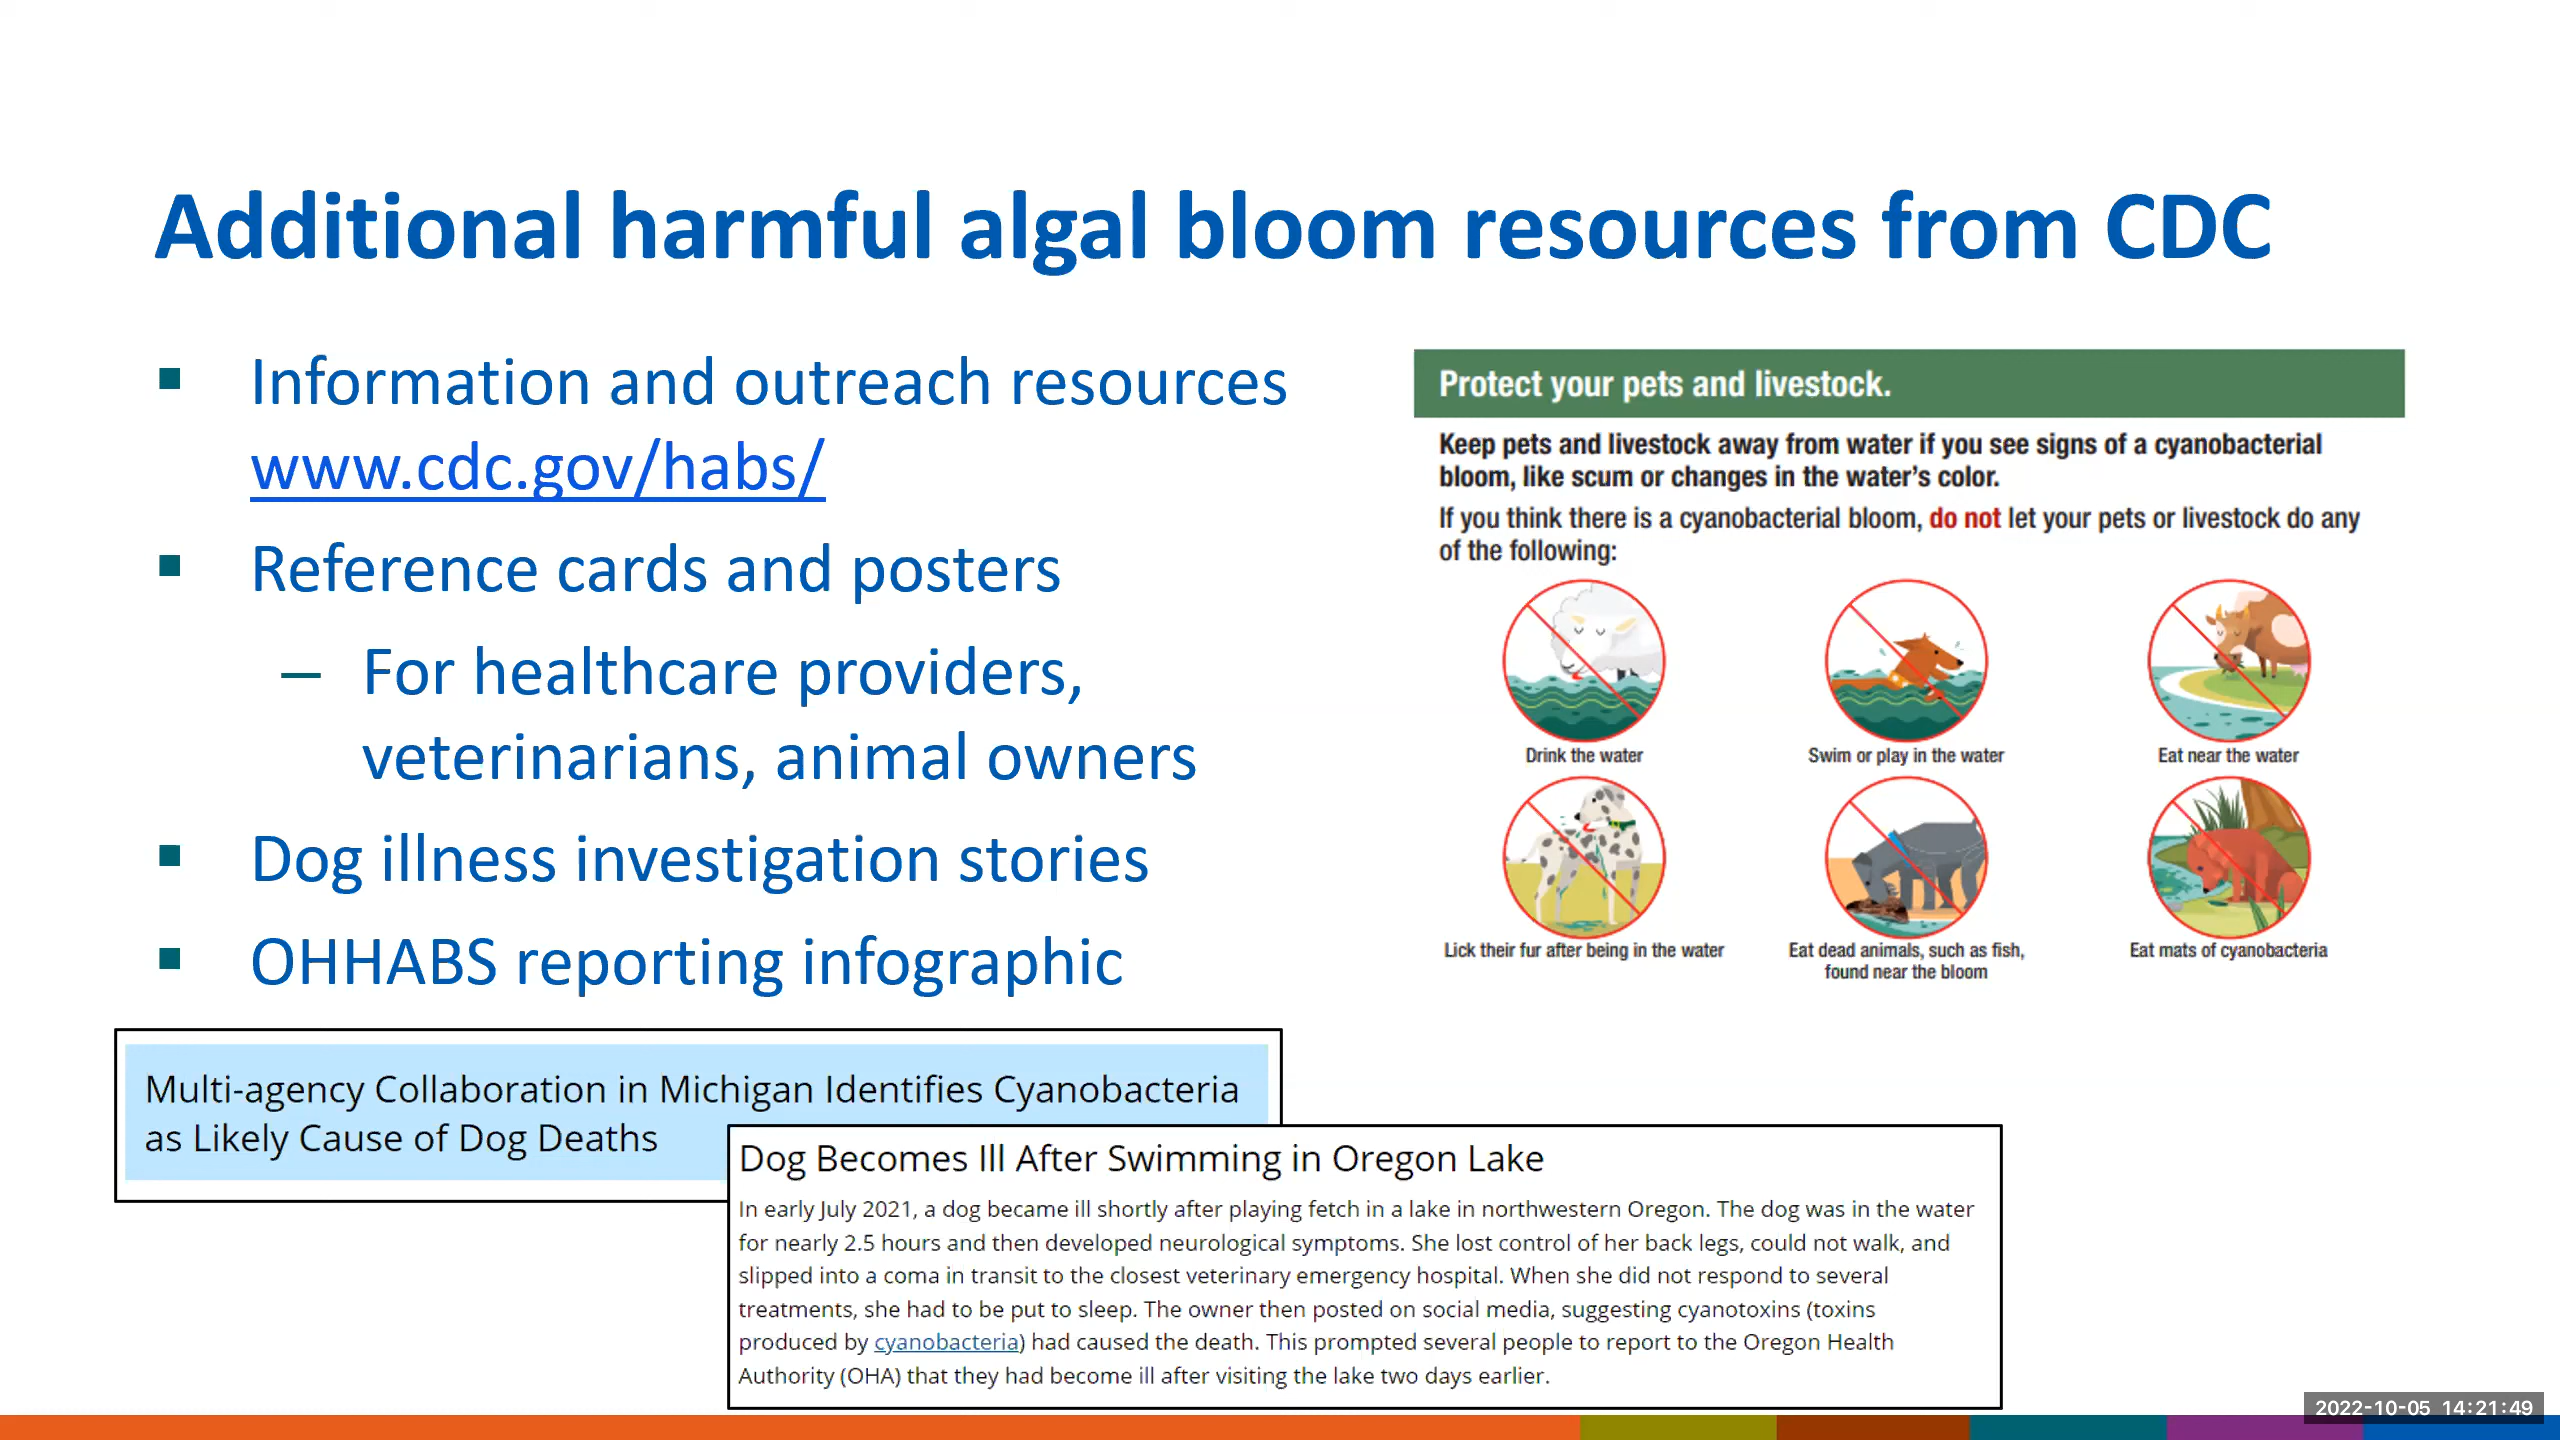 Additional harmful algal bloom resources from CDC
▪ Information and outreach resources
www.cdc.gov/habs/
▪ Reference cards and posters
– For healthcare providers,
veterinarians, animal owners
▪ Dog illness investigation stories
▪ OHHABS reporting infographic
Protect your pets and livestock.
Keep pets and livestock away from water if you see signs of a cyanobacterial
bloom, like scum or changes in the water's color.
If you think there is a cyanobacterial bloom, do not let your pets or livestock do any
of the following:
Drink the water
Swim or play in the water
Eat near the water
Lick their fur after being in the water
Eat dead animals, such as fish,
found near the bloom
Eat mats of cyanobacteria
Multi-agency Collaboration in Michigan Identifies Cyanobacteria
as Likely Cause of Dog Deaths
Dog Becomes Ill After Swimming in Oregon Lake
In early July 2021, a dog became ill shortly after playing fetch in a lake in northwestern Oregon. The dog was in the water
for nearly 2.5 hours and then developed neurological symptoms. She lost control of her back legs, could not walk, and
slipped into a coma in transit to the closest veterinary emergency hospital. When she did not respond to several
treatments, she had to be put to sleep. The owner then posted on social media, suggesting cyanotoxins (toxins
produced by cyanobacteria) had caused the death. This prompted several people to report to the Oregon Health
Authority (OHA) that they had become ill after visiting the lake two days earlier.
2022-10-05 14:21:49